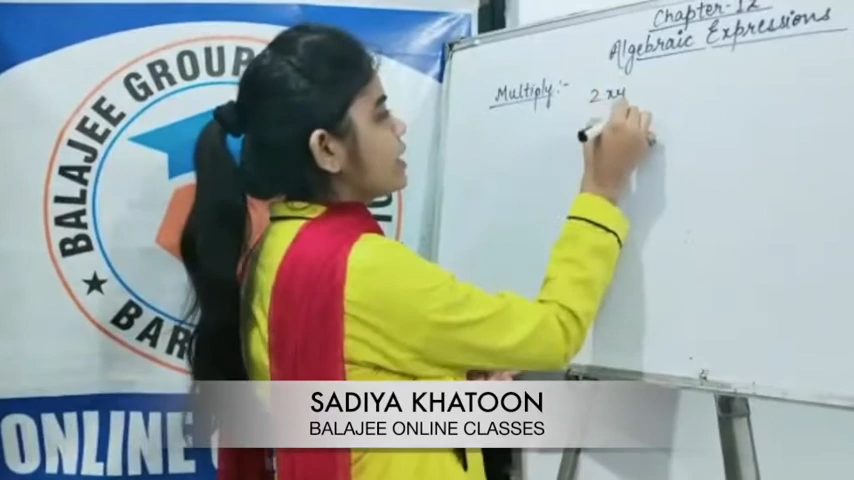 Chapter-12
Algebraic Expressions
Multiply:- 2xy
BALAJEE GROUP
★ BAR
ONLINE
SADIYA KHATOON
BALAJEE ONLINE CLASSES